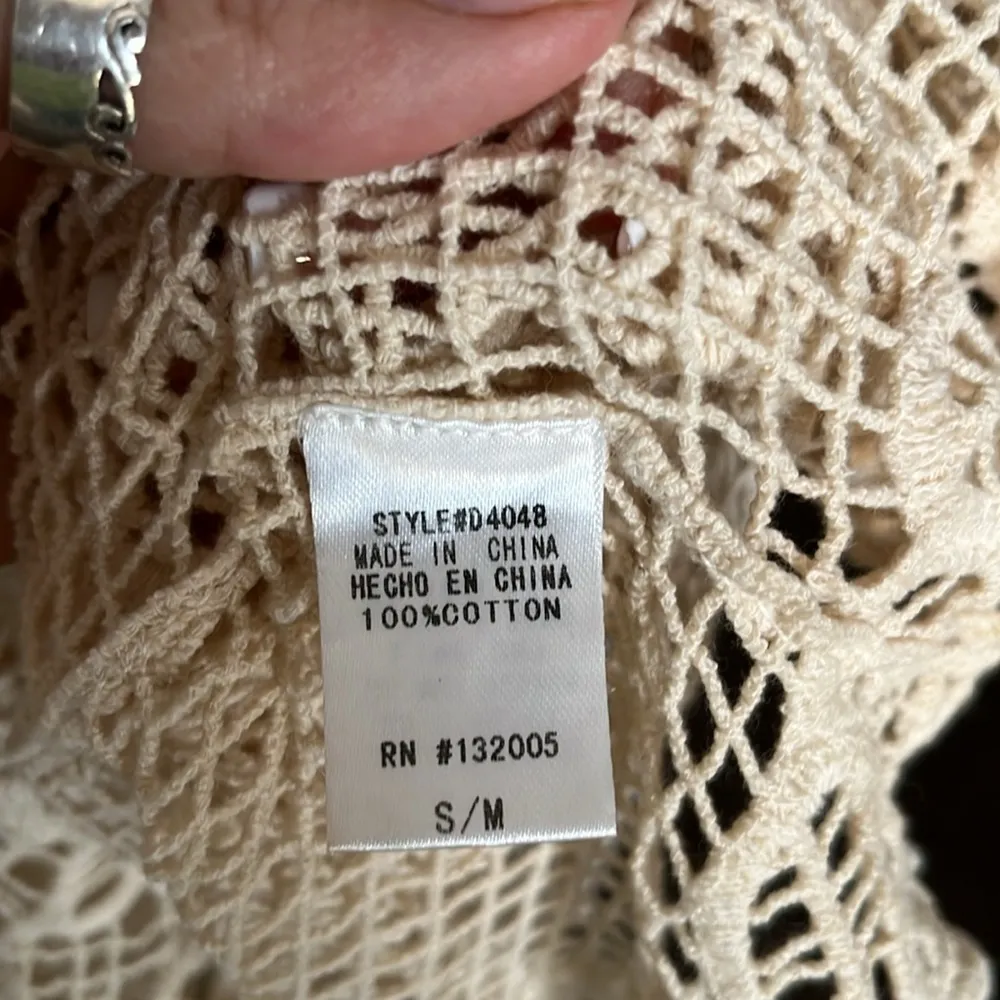 STYLE#D4048
MADE IN CHINA
HECHO EN CHINA
100%COTTON
RN #132005
S/M